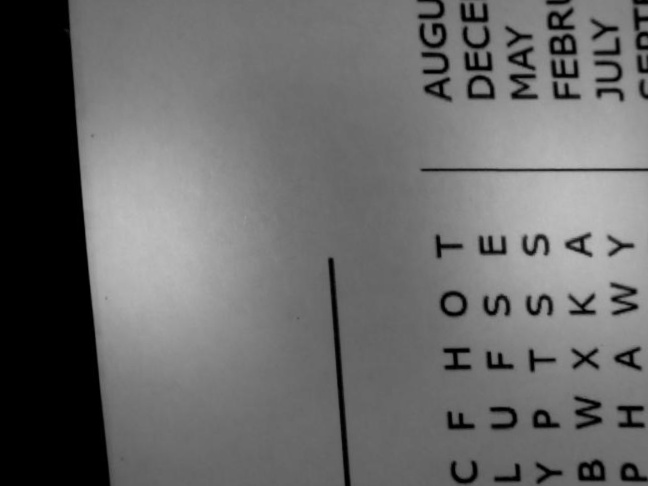 C F H O T AUGU
L U F S E DECE
Y P T S S MAY
B W X K A FEBRU
P H A W Y JULY